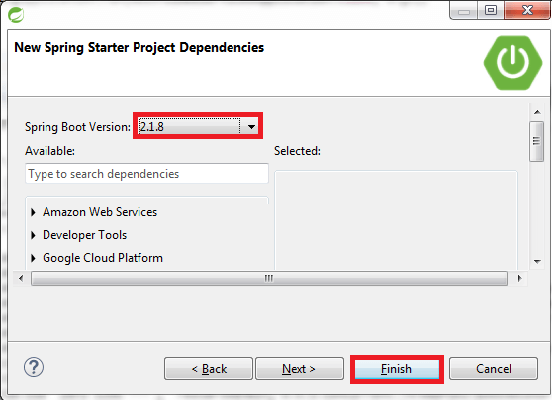 New Spring Starter Project Dependencies
Spring Boot Version: 2.1.8
Available: Selected:
Type to search dependencies
Amazon Web Services
Developer Tools
Google Cloud Platform
? < Back Next > Finish Cancel